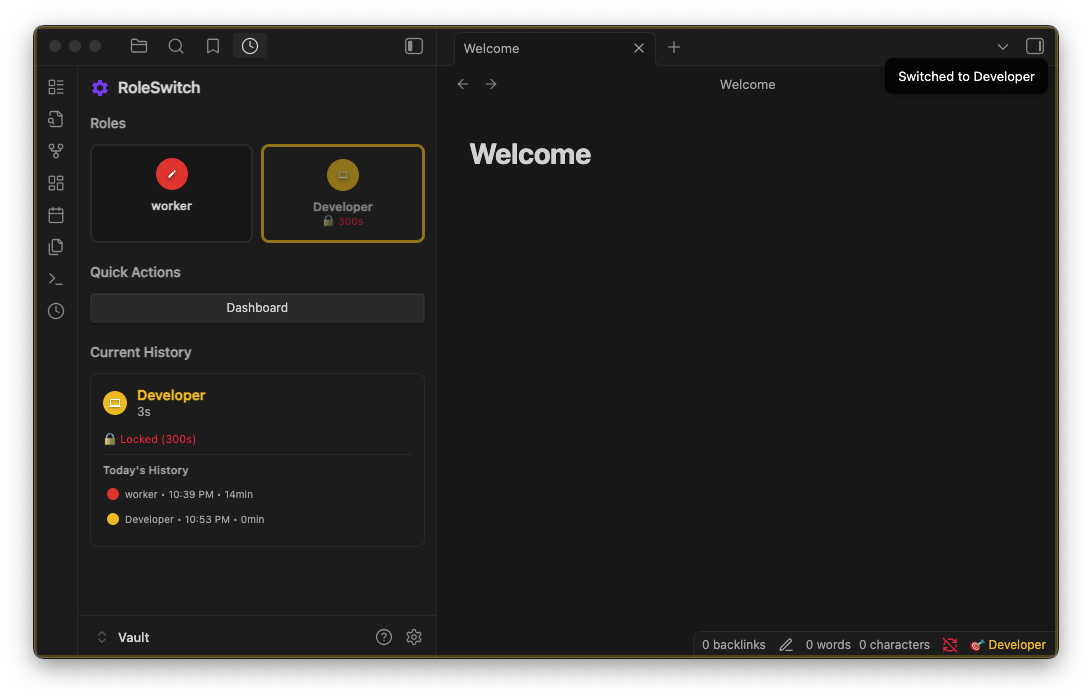 Welcome
Switched to Developer
RoleSwitch
Welcome
Roles
Welcome
worker
Developer
🔒 300s
Quick Actions
Dashboard
Current History
Developer
3s
🔒 Locked (300s)
Today's History
worker • 10:39 PM • 14min
Developer • 10:53 PM • 0min
Vault
0 backlinks 0 words 0 characters 🎯 Developer